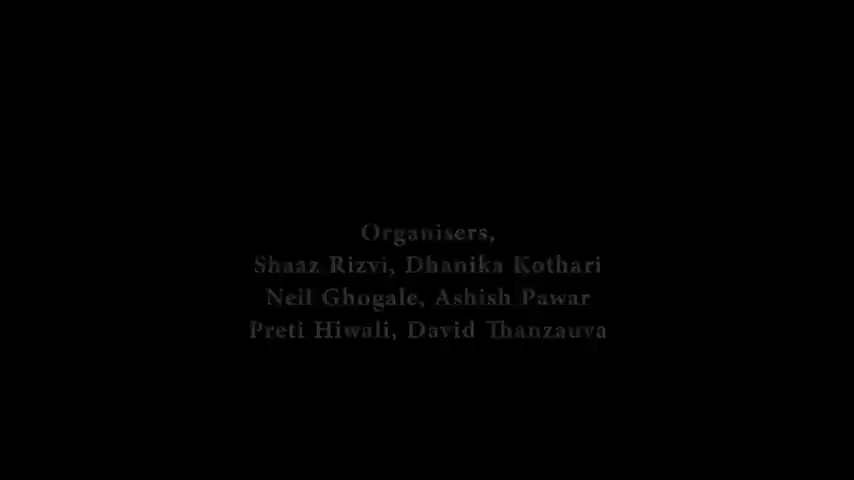 Organisers,
Shaaz Rizvi, Dhanika Kothari
Neil Ghogale, Ashish Pawar
Preti Hiwali, David Thanzauva